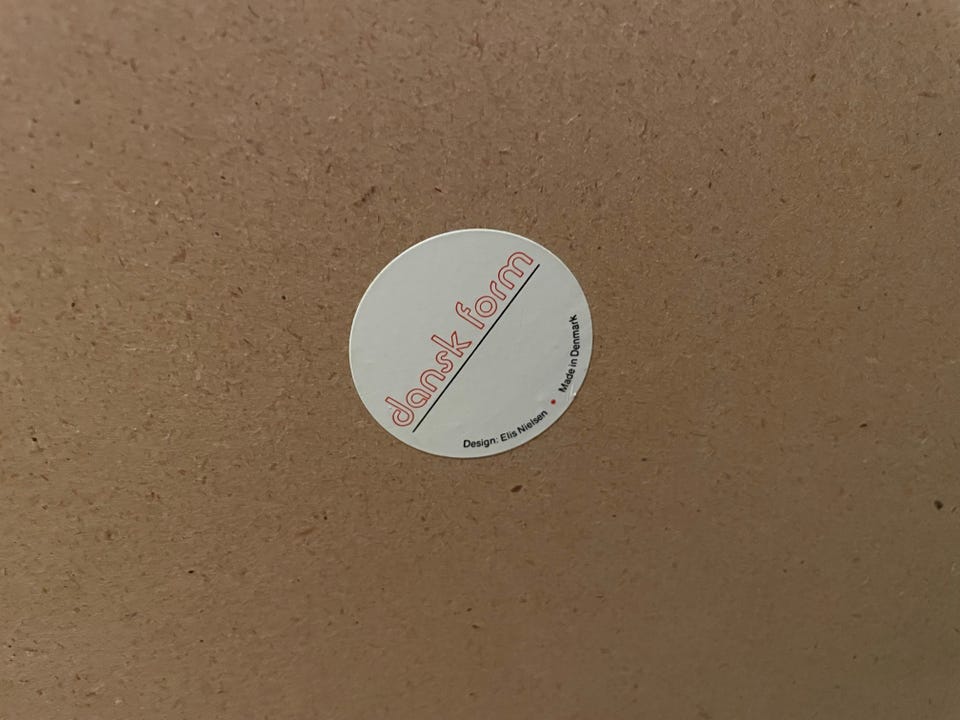 dansk form
Design: Elis Nielsen • Made in Denmark